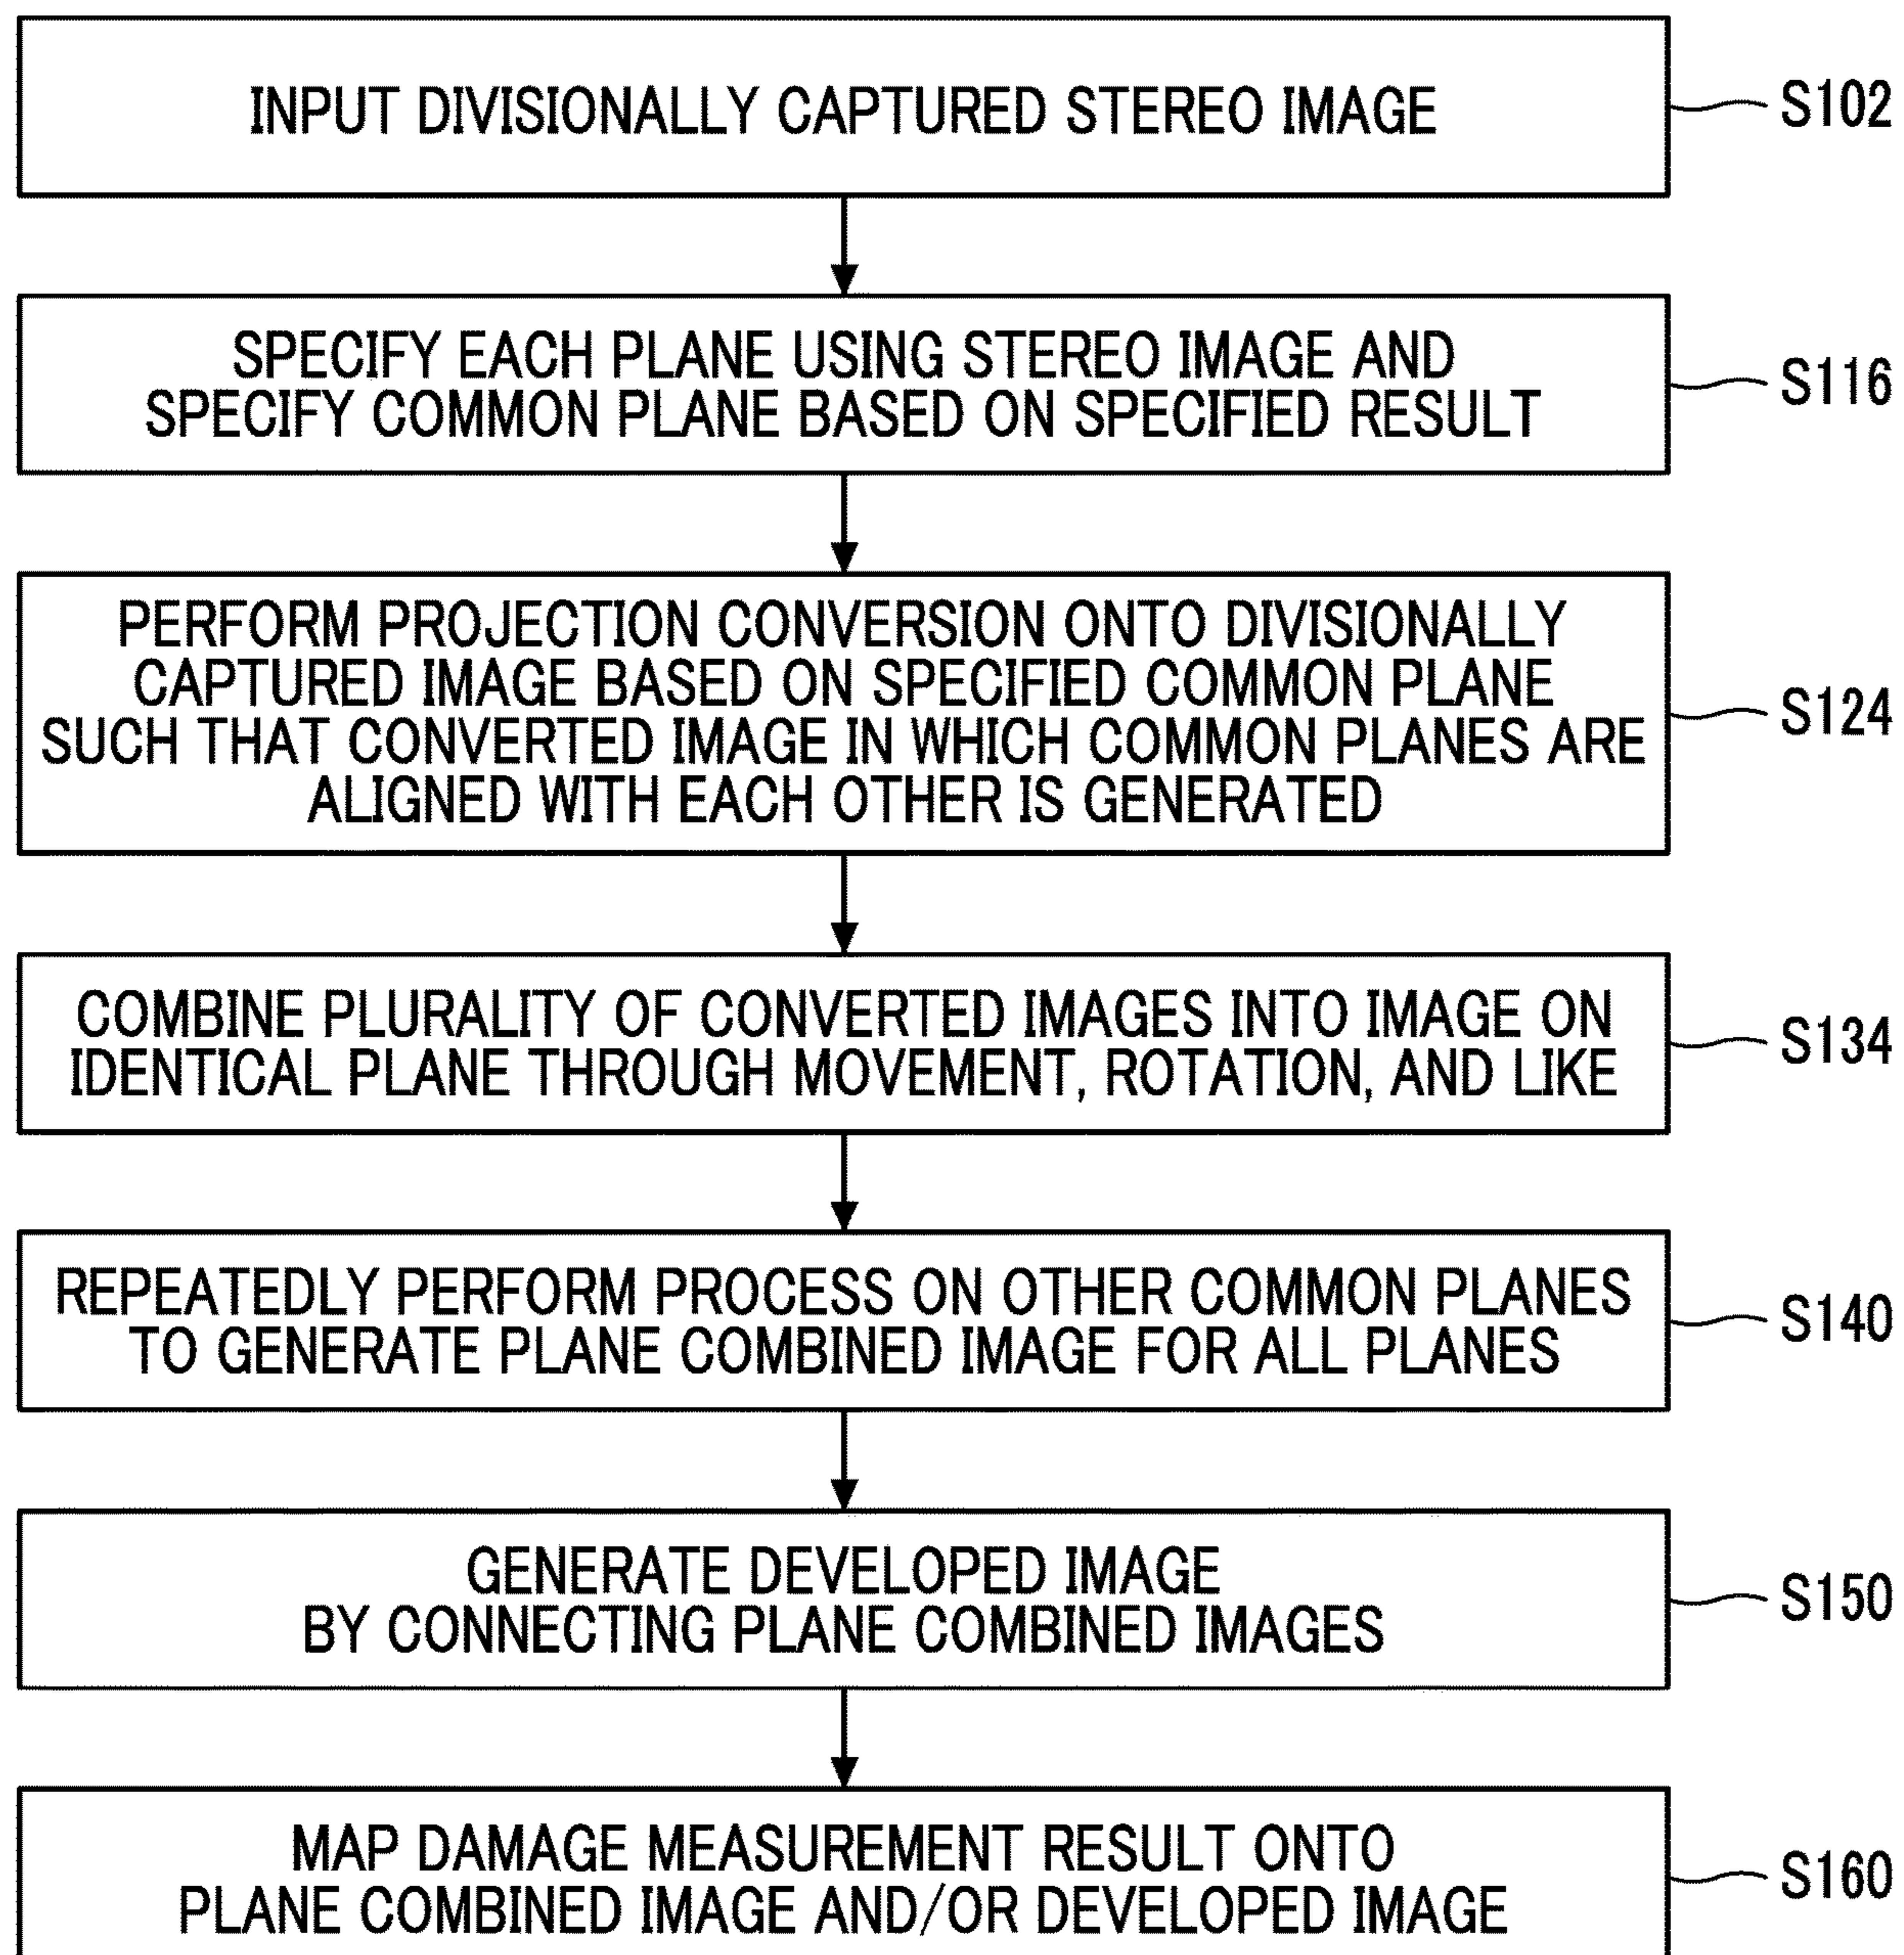 INPUT DIVISIONALLY CAPTURED STEREO IMAGE
S102
SPECIFY EACH PLANE USING STEREO IMAGE AND
SPECIFY COMMON PLANE BASED ON SPECIFIED RESULT
S116
PERFORM PROJECTION CONVERSION ONTO DIVISIONALLY
CAPTURED IMAGE BASED ON SPECIFIED COMMON PLANE
SUCH THAT CONVERTED IMAGE IN WHICH COMMON PLANES ARE
ALIGNED WITH EACH OTHER IS GENERATED
S124
COMBINE PLURALITY OF CONVERTED IMAGES INTO IMAGE ON
IDENTICAL PLANE THROUGH MOVEMENT, ROTATION, AND LIKE
S134
REPEATEDLY PERFORM PROCESS ON OTHER COMMON PLANES
TO GENERATE PLANE COMBINED IMAGE FOR ALL PLANES
S140
GENERATE DEVELOPED IMAGE
BY CONNECTING PLANE COMBINED IMAGES
S150
MAP DAMAGE MEASUREMENT RESULT ONTO
PLANE COMBINED IMAGE AND/OR DEVELOPED IMAGE
S160